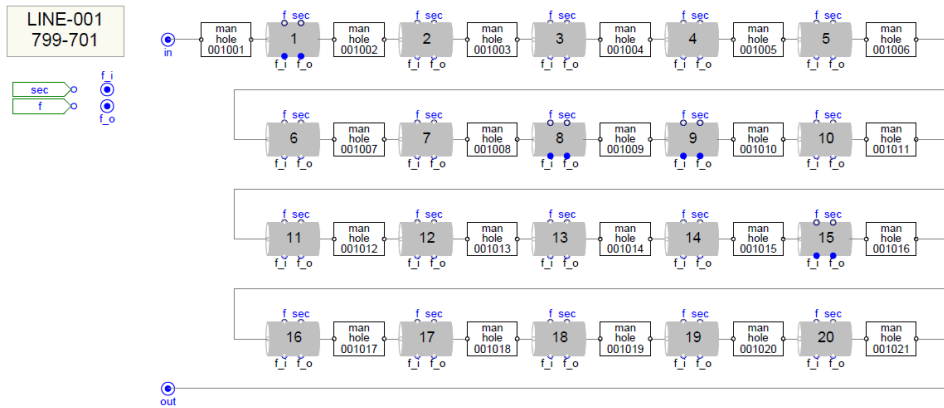 LINE-001
799-701
sec
f
f_i
f_o
in
out
man hole 001001
f sec
1
f_i f_o
man hole 001002
f sec
2
f_i f_o
man hole 001003
f sec
3
f_i f_o
man hole 001004
f sec
4
f_i f_o
man hole 001005
f sec
5
f_i f_o
man hole 001006
f sec
6
f_i f_o
man hole 001007
f sec
7
f_i f_o
man hole 001008
f sec
8
f_i f_o
man hole 001009
f sec
9
f_i f_o
man hole 001010
f sec
10
f_i f_o
man hole 001011
f sec
11
f_i f_o
man hole 001012
f sec
12
f_i f_o
man hole 001013
f sec
13
f_i f_o
man hole 001014
f sec
14
f_i f_o
man hole 001015
f sec
15
f_i f_o
man hole 001016
f sec
16
f_i f_o
man hole 001017
f sec
17
f_i f_o
man hole 001018
f sec
18
f_i f_o
man hole 001019
f sec
19
f_i f_o
man hole 001020
f sec
20
f_i f_o
man hole 001021